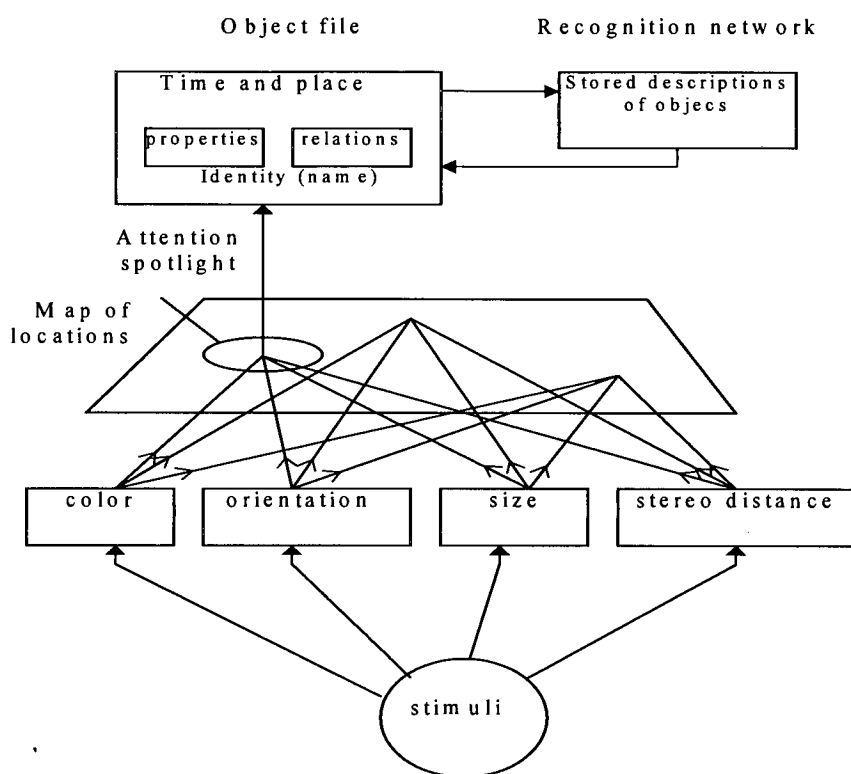 Object file
Recognition network
Time and place
properties
relations
Identity (name)
Stored descriptions
of objecs
Attention
spotlight
Map of
locations
color
orientation
size
stereo distance
stimuli